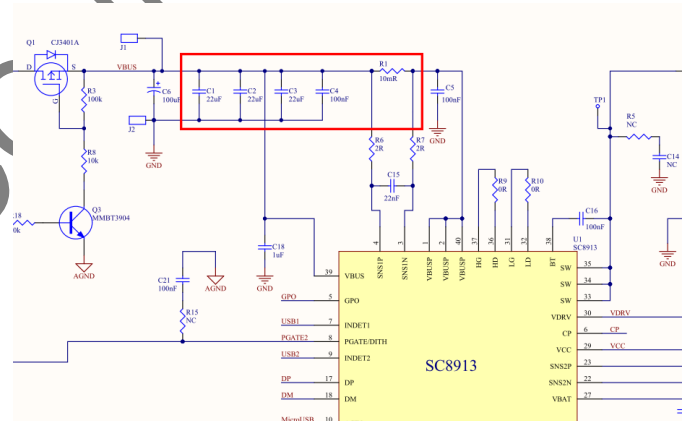 Q1 CJ3401A
J1
D S
VBUS
G
R3
100k
C6
100uF
C1
22uF
C2
22uF
C3
22uF
C4
100nF
R1
10mR
C5
100nF
GND
TP1
R5
NC
C14
NC
GND
J2
GND
R8
10k
R6
2R
R7
2R
C15
22nF
R9
0R
R10
0R
C16
100nF
Q3
MMBT3904
AGND
C18
1uF
GND
C21
100nF
AGND
R15
NC
4 3 1 2 40 37 36 31 32 38
SNS1P SNS1N VBUSP VBUSP VBUSP HG HD LG LD BT
U1
SC8913
GND
39 VBUS
GPO 5 GPO
USB1 7 INDET1
PGATE2 8 PGATE/DITH
USB2 9 INDET2
DP 17 DP
DM 18 DM
MicroUSB 10
SC8913
SW 35
SW 34
SW 33
VDRV 30 VDRV
CP 6 CP
VCC 29 VCC
SNS2P 23
SNS2N 22
VBAT 27